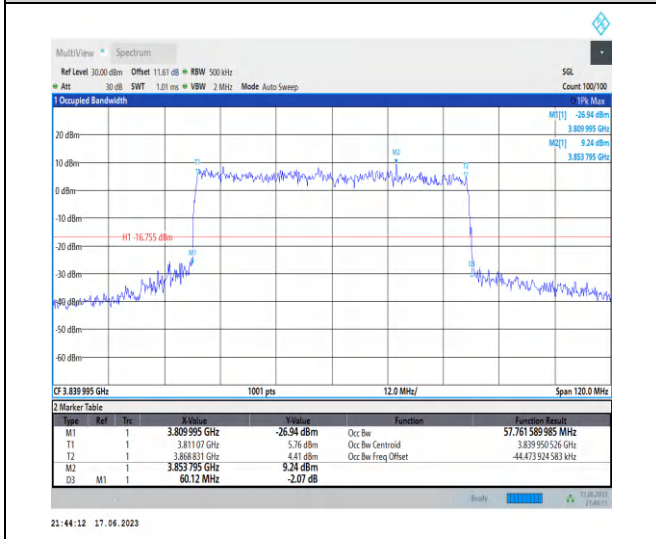 MultiView Spectrum
Ref Level 30.00 dBm Offset 11.61 dB RBW 500 kHz SGL
Att 30 dB SWT 1.01 ms VBW 2 MHz Mode Auto Sweep Count 100/100
1 Occupied Bandwidth 1Pk Max
M1[1] -26.94 dBm
3.809 995 GHz
M2[1] 9.24 dBm
3.853 795 GHz
20 dBm
10 dBm
0 dBm
-10 dBm
-20 dBm
-30 dBm
-40 dBm
-50 dBm
-60 dBm
T1
M2
T2
H1 -16.755 dBm
M1
D3
CF 3.839 995 GHz 1001 pts 12.0 MHz/ Span 120.0 MHz
2 Marker Table
Type Ref Trc X-Value Y-Value Function Function Result
M1 1 3.809 995 GHz -26.94 dBm Occ Bw 57.761 589 985 MHz
T1 1 3.811 07 GHz 5.76 dBm Occ Bw Centroid 3.839 950 526 GHz
T2 1 3.868 831 GHz 4.41 dBm Occ Bw Freq Offset -44.473 924 583 kHz
M2 1 3.853 795 GHz 9.24 dBm
D3 M1 1 60.12 MHz -2.07 dB
Ready
21:44:12 17.06.2023